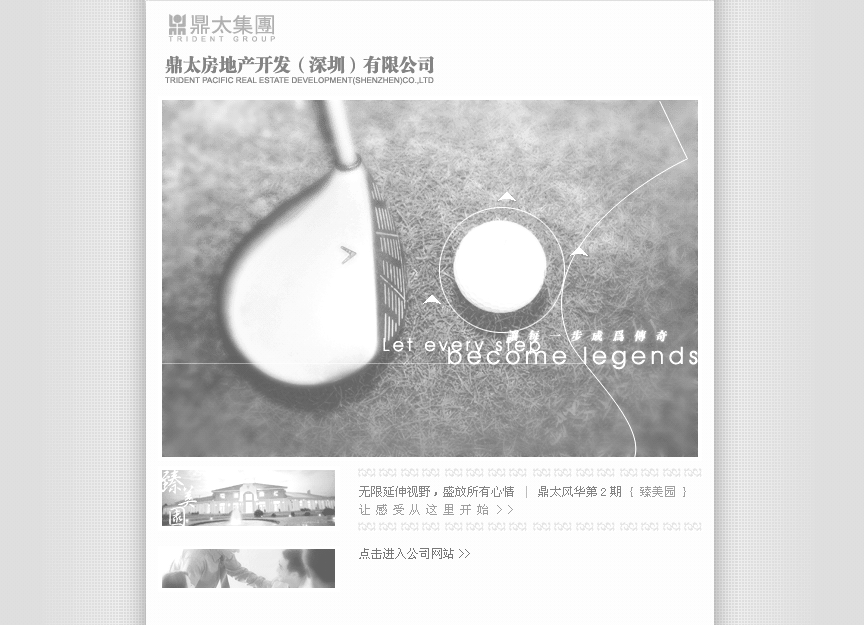 鼎太集團
TRIDENT GROUP
鼎太房地产开发（深圳）有限公司
TRIDENT PACIFIC REAL ESTATE DEVELOPMENT(SHENZHEN)CO.,LTD
讓每一步成爲傳奇
Let every step
become legends
臻美園
无限延伸视野，盛放所有心情 ｜ 鼎太风华第2期｛臻美园｝
让感受从这里开始 >>
点击进入公司网站 >>